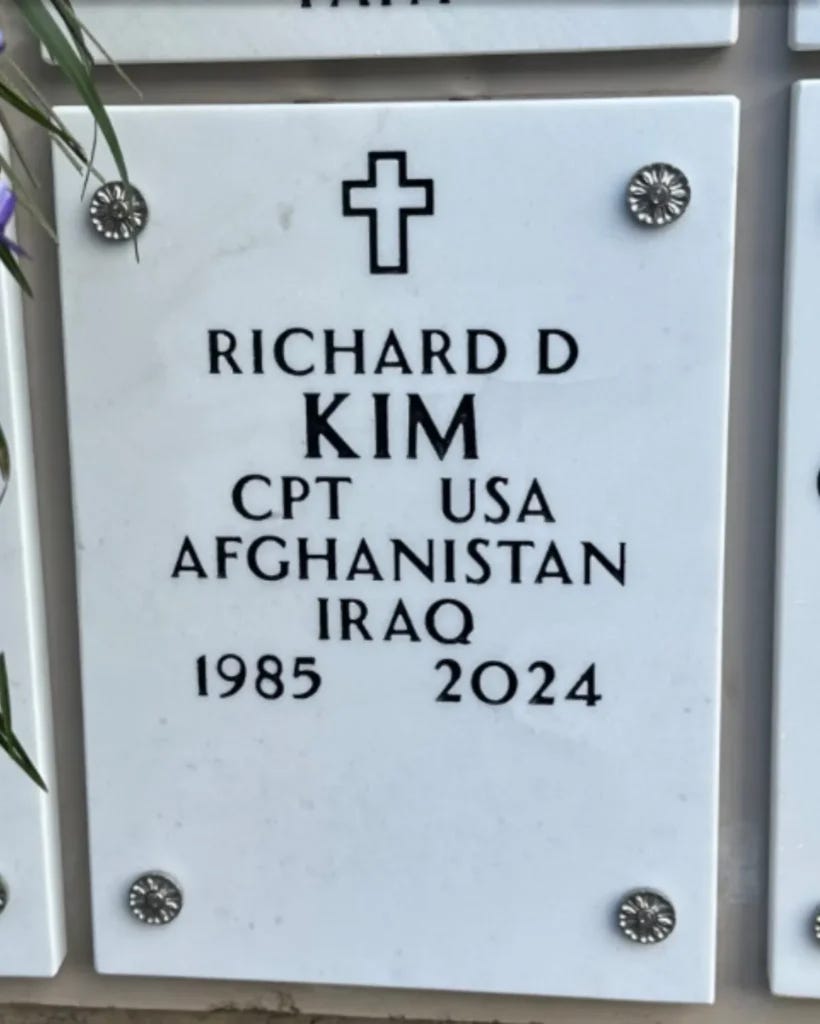 RICHARD D
KIM
CPT USA
AFGHANISTAN
IRAQ
1985 2024